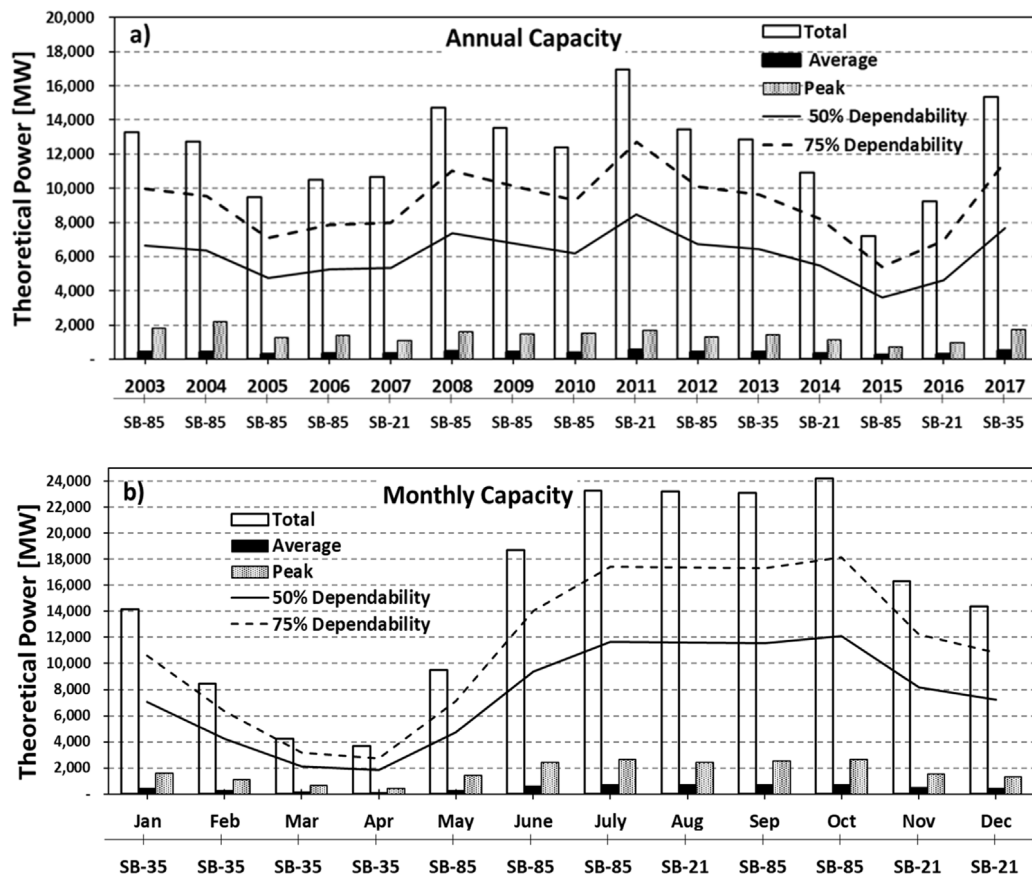 20,000
18,000
16,000
14,000
12,000
10,000
8,000
6,000
4,000
2,000
-
Theoretical Power [MW]
a)
Annual Capacity
Total
Average
Peak
50% Dependability
75% Dependability
2003 2004 2005 2006 2007 2008 2009 2010 2011 2012 2013 2014 2015 2016 2017
SB-85 SB-85 SB-85 SB-85 SB-21 SB-85 SB-85 SB-85 SB-21 SB-85 SB-35 SB-21 SB-85 SB-21 SB-35
24,000
22,000
20,000
18,000
16,000
14,000
12,000
10,000
8,000
6,000
4,000
2,000
-
Theoretical Power [MW]
b)
Monthly Capacity
Total
Average
Peak
50% Dependability
75% Dependability
Jan Feb Mar Apr May June July Aug Sep Oct Nov Dec
SB-35 SB-35 SB-35 SB-35 SB-85 SB-85 SB-85 SB-21 SB-85 SB-85 SB-21 SB-21